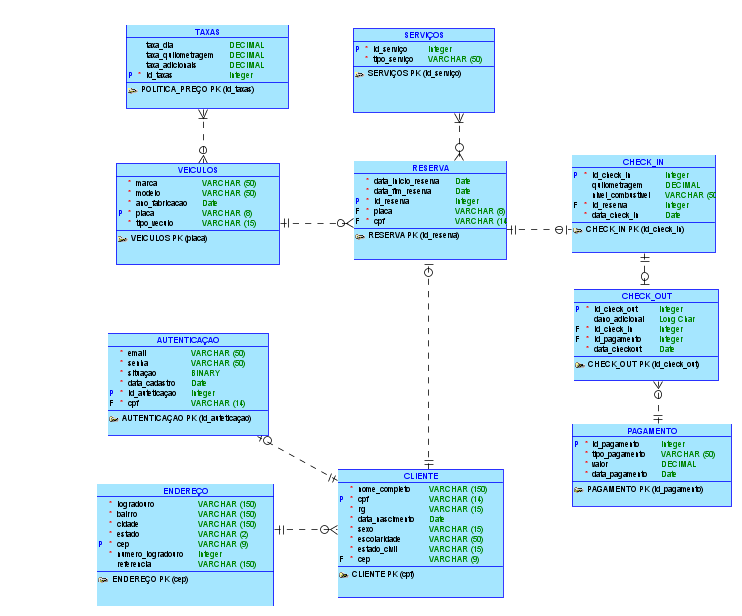 TAXAS
taxa_dia DECIMAL
taxa_quilometragem DECIMAL
taxa_adicionais DECIMAL
P * id_taxas Integer
POLITICA_PREÇO PK (id_taxas)
SERVIÇOS
P * id_serviço Integer
* tipo_serviço VARCHAR (50)
SERVIÇOS PK (id_serviço)
VEICULOS
* marca VARCHAR (50)
* modelo VARCHAR (50)
* ano_fabricacao Date
P * placa VARCHAR (8)
* tipo_veculo VARCHAR (15)
VEICULOS PK (placa)
RESERVA
* data_inicio_reserva Date
* data_fim_reserva Date
P * id_reserva Integer
F * placa VARCHAR (8)
F * cpf VARCHAR (14
RESERVA PK (id_reserva)
CHECK_IN
P * id_check_in Integer
quilometragem DECIMAL
nivel_combustivel VARCHAR (50
F * id_reserva Integer
* data_check_in Date
CHECK_IN PK (id_check_in)
CHECK_OUT
P * id_check_out Integer
dano_adicional Long Char
F * id_check_in Integer
F * id_pagamento Integer
* data_checkout Date
CHECK_OUT PK (id_check_out)
AUTENTICAÇAO
* email VARCHAR (50)
* senha VARCHAR (50)
* situaçao BINARY
* data_cadastro Date
P * id_auteticação Integer
F * cpf VARCHAR (14)
AUTENTICAÇAO PK (id_auteticaçao)
PAGAMENTO
P * id_pagamento Integer
* tipo_pagamento VARCHAR (50)
* valor DECIMAL
* data_pagamento Date
PAGAMENTO PK (id_pagamento)
ENDEREÇO
* logradouro VARCHAR (150)
* bairro VARCHAR (150)
* cidade VARCHAR (150)
* estado VARCHAR (2)
P * cep VARCHAR (9)
* numero_logradouro Integer
* referencia VARCHAR (150)
ENDEREÇO PK (cep)
CLIENTE
* nome_completo VARCHAR (150)
P * cpf VARCHAR (14)
* rg VARCHAR (15)
* data_nascimento Date
* sexo VARCHAR (15)
* escolaridade VARCHAR (50)
* estado_civil VARCHAR (15)
F * cep VARCHAR (9)
CLIENTE PK (cpf)